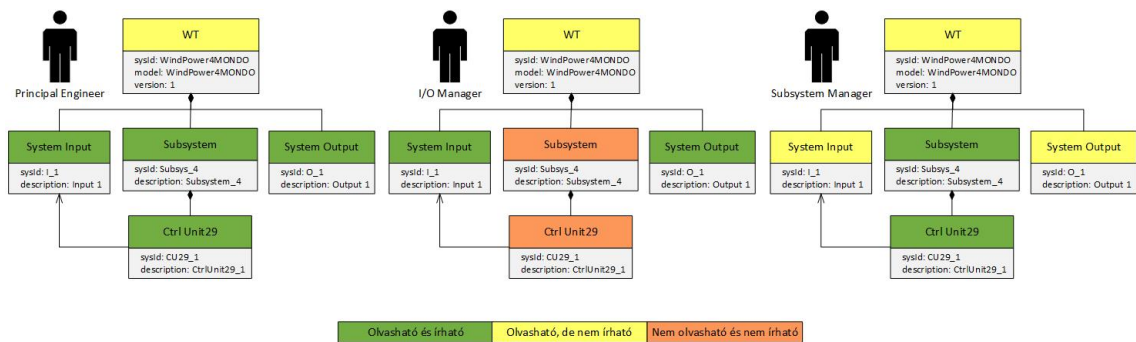 WT
sysId: WindPower4MONDO
model: WindPower4MONDO
version: 1
Principal Engineer
System Input
sysId: I_1
description: Input 1
Subsystem
sysId: Subsys_4
description: Subsystem_4
System Output
sysId: O_1
description: Output 1
Ctrl Unit29
sysId: CU29_1
description: CtrlUnit29_1
WT
sysId: WindPower4MONDO
model: WindPower4MONDO
version: 1
I/O Manager
System Input
sysId: I_1
description: Input 1
Subsystem
sysId: Subsys_4
description: Subsystem_4
System Output
sysId: O_1
description: Output 1
Ctrl Unit29
sysId: CU29_1
description: CtrlUnit29_1
WT
sysId: WindPower4MONDO
model: WindPower4MONDO
version: 1
Subsystem Manager
System Input
sysId: I_1
description: Input 1
Subsystem
sysId: Subsys_4
description: Subsystem_4
System Output
sysId: O_1
description: Output 1
Ctrl Unit29
sysId: CU29_1
description: CtrlUnit29_1
Olvasható és írható
Olvasható, de nem írható
Nem olvasható és nem írható